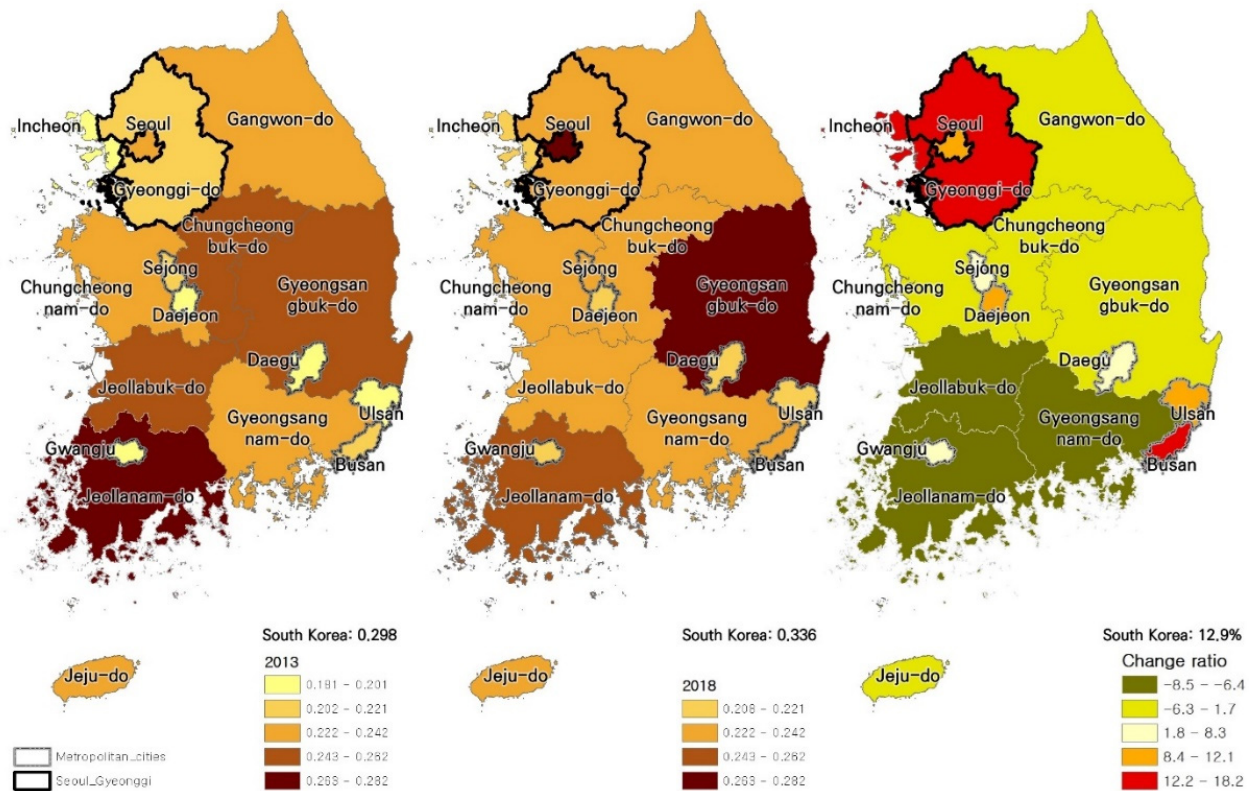 Incheon
Seoul
Gangwon-do
Gyeonggi-do
Chungcheong
buk-do
Sejong
Chungcheong
nam-do
Daejeon
Gyeongsan
gbuk-do
Daegu
Jeollabuk-do
Gyeongsang
nam-do
Ulsan
Gwangju
Busan
Jeollanam-do
Jeju-do
South Korea: 0.298
2013
0.181 - 0.201
0.202 - 0.221
0.222 - 0.242
0.243 - 0.262
0.263 - 0.282
Metropolitan_cities
Seoul_Gyeonggi
Incheon
Seoul
Gangwon-do
Gyeonggi-do
Chungcheong
buk-do
Sejong
Chungcheong
nam-do
Daejeon
Gyeongsan
gbuk-do
Daegu
Jeollabuk-do
Gyeongsang
nam-do
Ulsan
Gwangju
Busan
Jeollanam-do
Jeju-do
South Korea: 0.336
2018
0.208 - 0.221
0.222 - 0.242
0.243 - 0.262
0.263 - 0.282
Incheon
Seoul
Gangwon-do
Gyeonggi-do
Chungcheong
buk-do
Sejong
Chungcheong
nam-do
Daejeon
Gyeongsan
gbuk-do
Daegu
Jeollabuk-do
Gyeongsang
nam-do
Ulsan
Gwangju
Busan
Jeollanam-do
Jeju-do
South Korea: 12.9%
Change ratio
-8.5 - -6.4
-6.3 - 1.7
1.8 - 8.3
8.4 - 12.1
12.2 - 18.2